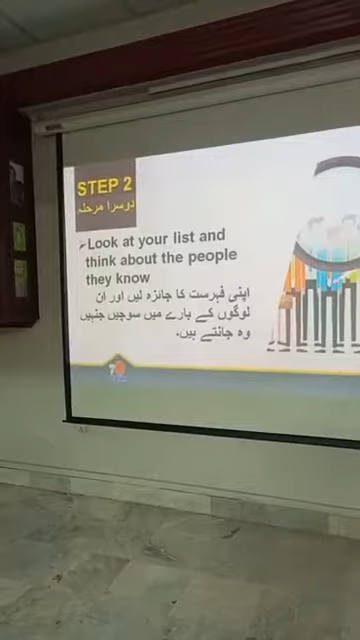 STEP 2
دوسرا مرحلہ
➢Look at your list and
think about the people
they know
اپنی فہرست کا جائزہ لیں اور ان
لوگوں کے بارے میں سوچیں جنہیں
وہ جانتے ہیں۔